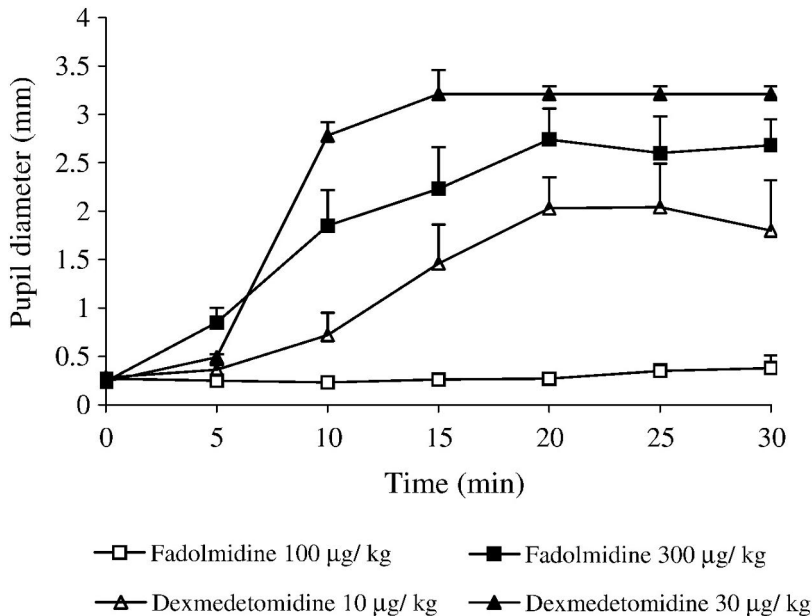 4
3.5
3
2.5
2
1.5
1
0.5
0
Pupil diameter (mm)
0 5 10 15 20 25 30
Time (min)
Fadolmidine 100 μg/ kg Fadolmidine 300 μg/ kg
Dexmedetomidine 10 μg/ kg Dexmedetomidine 30 μg/ kg